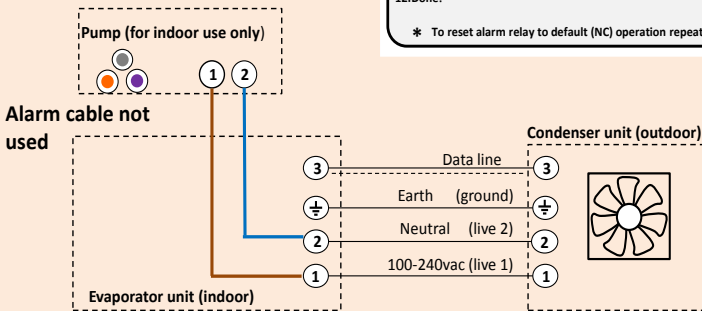 12.Done!
* To reset alarm relay to default (NC) operation repeat
Pump (for indoor use only)
1 2
Alarm cable not
used
Condenser unit (outdoor)
3 Data line 3
Earth (ground)
2 Neutral (live 2) 2
1 100-240vac (live 1) 1
Evaporator unit (indoor)